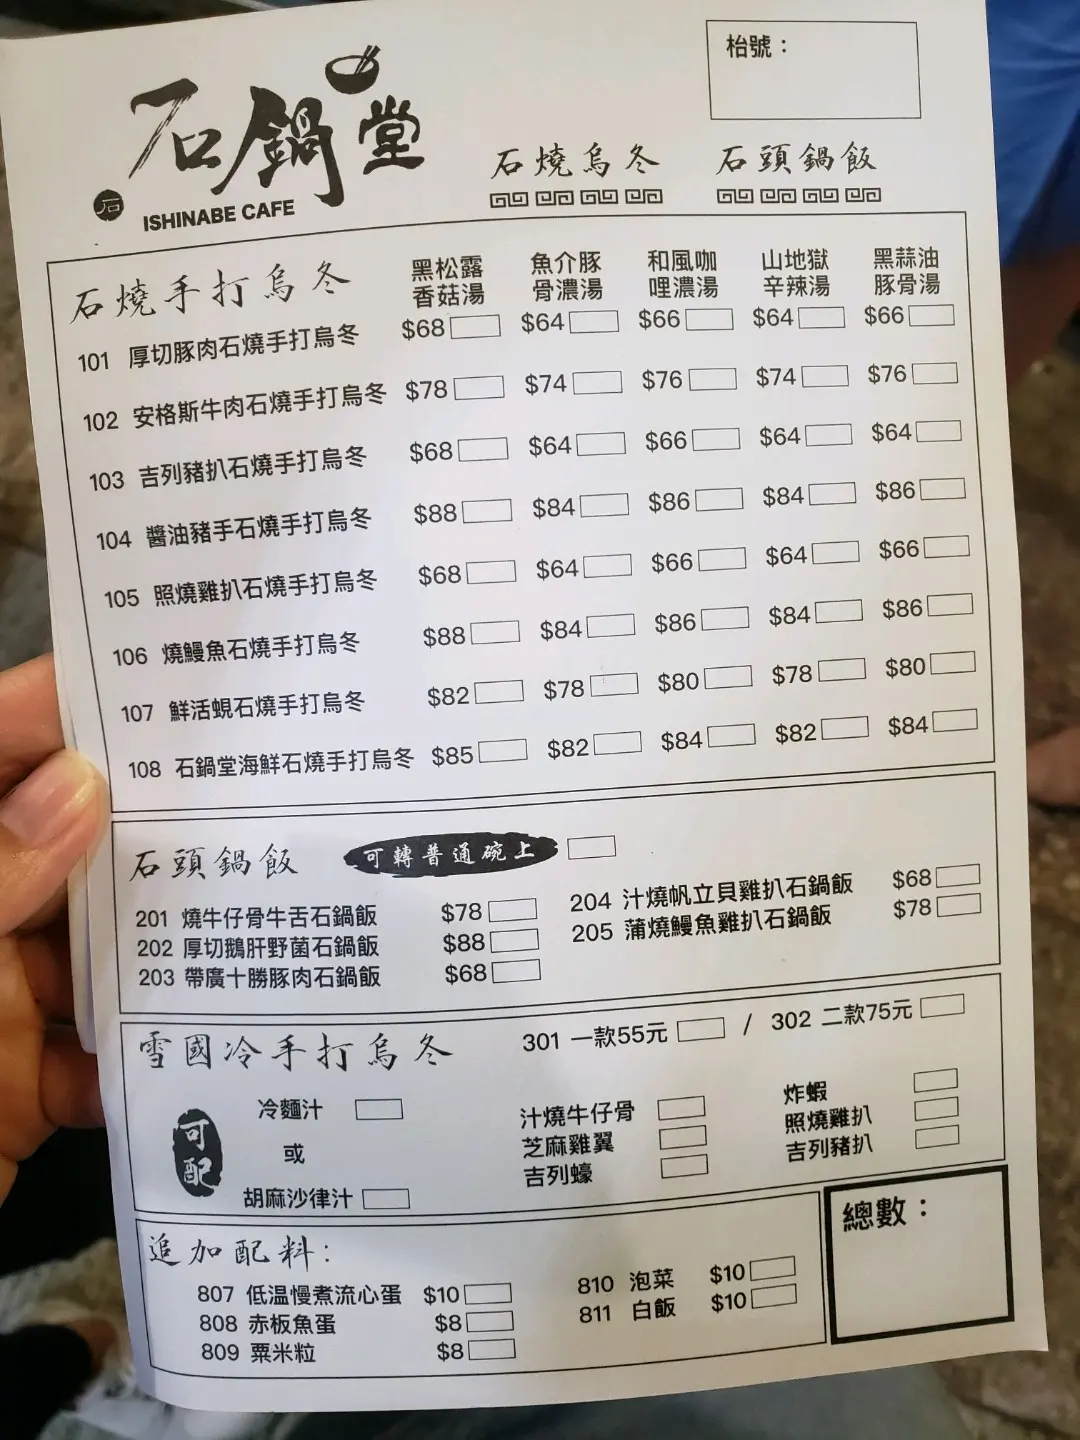 枱號：
石鍋堂
石
ISHINABE CAFE
石燒烏冬
石頭鍋飯
石燒手打烏冬
黑松露香菇湯 魚介豚骨濃湯 和風咖哩濃湯 山地獄辛辣湯 黑蒜油豚骨湯
101 厚切豚肉石燒手打烏冬 $68 $64 $66 $64 $66
102 安格斯牛肉石燒手打烏冬 $78 $74 $76 $74 $76
103 吉列豬扒石燒手打烏冬 $68 $64 $66 $64 $64
104 醬油豬手石燒手打烏冬 $88 $84 $86 $84 $86
105 照燒雞扒石燒手打烏冬 $68 $64 $66 $64 $66
106 燒鰻魚石燒手打烏冬 $88 $84 $86 $84 $86
107 鮮活蜆石燒手打烏冬 $82 $78 $80 $78 $80
108 石鍋堂海鮮石燒手打烏冬 $85 $82 $84 $82 $84
石頭鍋飯 可轉普通碗上
201 燒牛仔骨牛舌石鍋飯 $78
202 厚切鵝肝野菌石鍋飯 $88
203 帶廣十勝豚肉石鍋飯 $68
204 汁燒帆立貝雞扒石鍋飯 $68
205 蒲燒鰻魚雞扒石鍋飯 $78
雪國冷手打烏冬 301 一款55元 / 302 二款75元
可配
冷麵汁
或
胡麻沙律汁
汁燒牛仔骨
芝麻雞翼
吉列蠔
炸蝦
照燒雞扒
吉列豬扒
追加配料:
807 低温慢煮流心蛋 $10
808 赤板魚蛋 $8
809 粟米粒 $8
810 泡菜 $10
811 白飯 $10
總數：